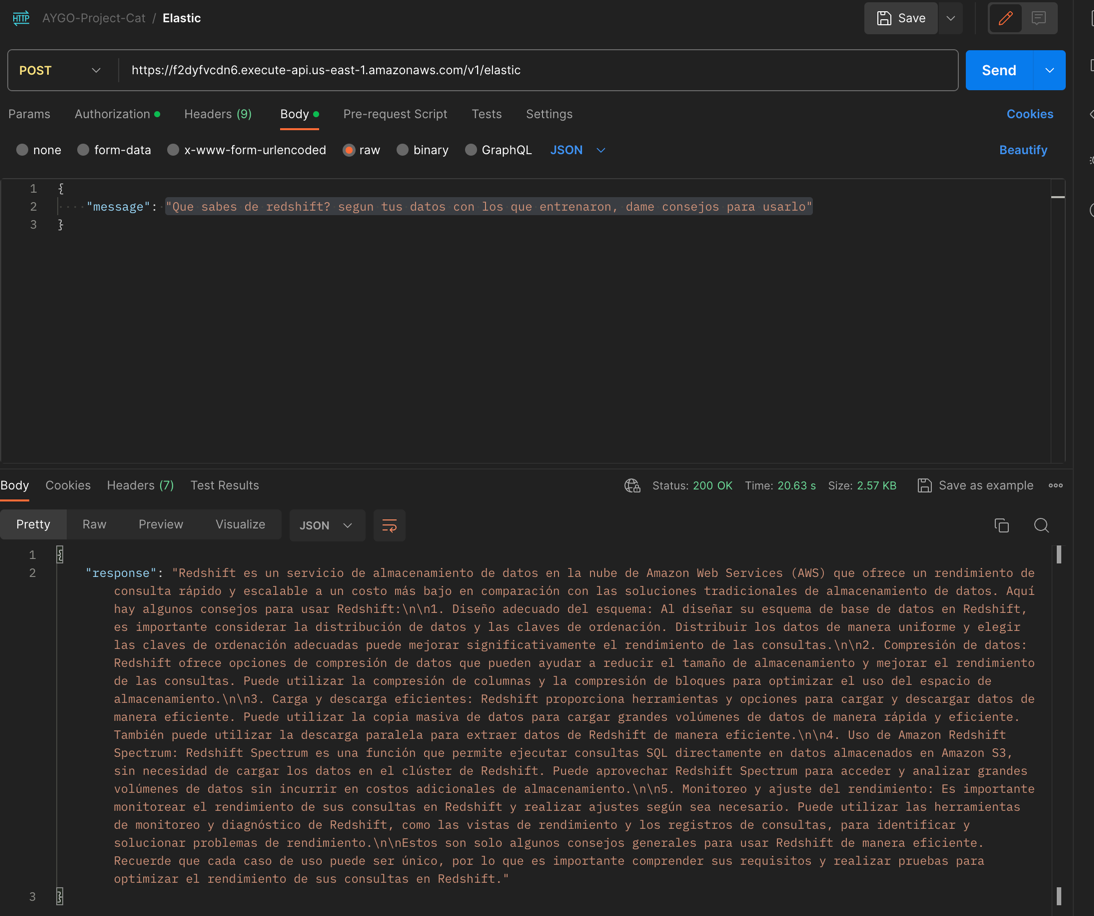 HTTP AYGO-Project-Cat / Elastic Save
POST https://f2dyfvcdn6.execute-api.us-east-1.amazonaws.com/v1/elastic Send
Params Authorization Headers (9) Body Pre-request Script Tests Settings Cookies
none form-data x-www-form-urlencoded raw binary GraphQL JSON Beautify
1 {
2 "message": "Que sabes de redshift? segun tus datos con los que entrenaron, dame consejos para usarlo"
3 }
Body Cookies Headers (7) Test Results Status: 200 OK Time: 20.63 s Size: 2.57 KB Save as example
Pretty Raw Preview Visualize JSON
1 {
2 "response": "Redshift es un servicio de almacenamiento de datos en la nube de Amazon Web Services (AWS) que ofrece un rendimiento de
consulta rápido y escalable a un costo más bajo en comparación con las soluciones tradicionales de almacenamiento de datos. Aquí
hay algunos consejos para usar Redshift:\n\n1. Diseño adecuado del esquema: Al diseñar su esquema de base de datos en Redshift,
es importante considerar la distribución de datos y las claves de ordenación. Distribuir los datos de manera uniforme y elegir
las claves de ordenación adecuadas puede mejorar significativamente el rendimiento de las consultas.\n\n2. Compresión de datos:
Redshift ofrece opciones de compresión de datos que pueden ayudar a reducir el tamaño de almacenamiento y mejorar el rendimiento
de las consultas. Puede utilizar la compresión de columnas y la compresión de bloques para optimizar el uso del espacio de
almacenamiento.\n\n3. Carga y descarga eficientes: Redshift proporciona herramientas y opciones para cargar y descargar datos de
manera eficiente. Puede utilizar la copia masiva de datos para cargar grandes volúmenes de datos de manera rápida y eficiente.
También puede utilizar la descarga paralela para extraer datos de Redshift de manera eficiente.\n\n4. Uso de Amazon Redshift
Spectrum: Redshift Spectrum es una función que permite ejecutar consultas SQL directamente en datos almacenados en Amazon S3,
sin necesidad de cargar los datos en el clúster de Redshift. Puede aprovechar Redshift Spectrum para acceder y analizar grandes
volúmenes de datos sin incurrir en costos adicionales de almacenamiento.\n\n5. Monitoreo y ajuste del rendimiento: Es importante
monitorear el rendimiento de sus consultas en Redshift y realizar ajustes según sea necesario. Puede utilizar las herramientas
de monitoreo y diagnóstico de Redshift, como las vistas de rendimiento y los registros de consultas, para identificar y
solucionar problemas de rendimiento.\n\nEstos son solo algunos consejos generales para usar Redshift de manera eficiente.
Recuerde que cada caso de uso puede ser único, por lo que es importante comprender sus requisitos y realizar pruebas para
optimizar el rendimiento de sus consultas en Redshift."
3 }